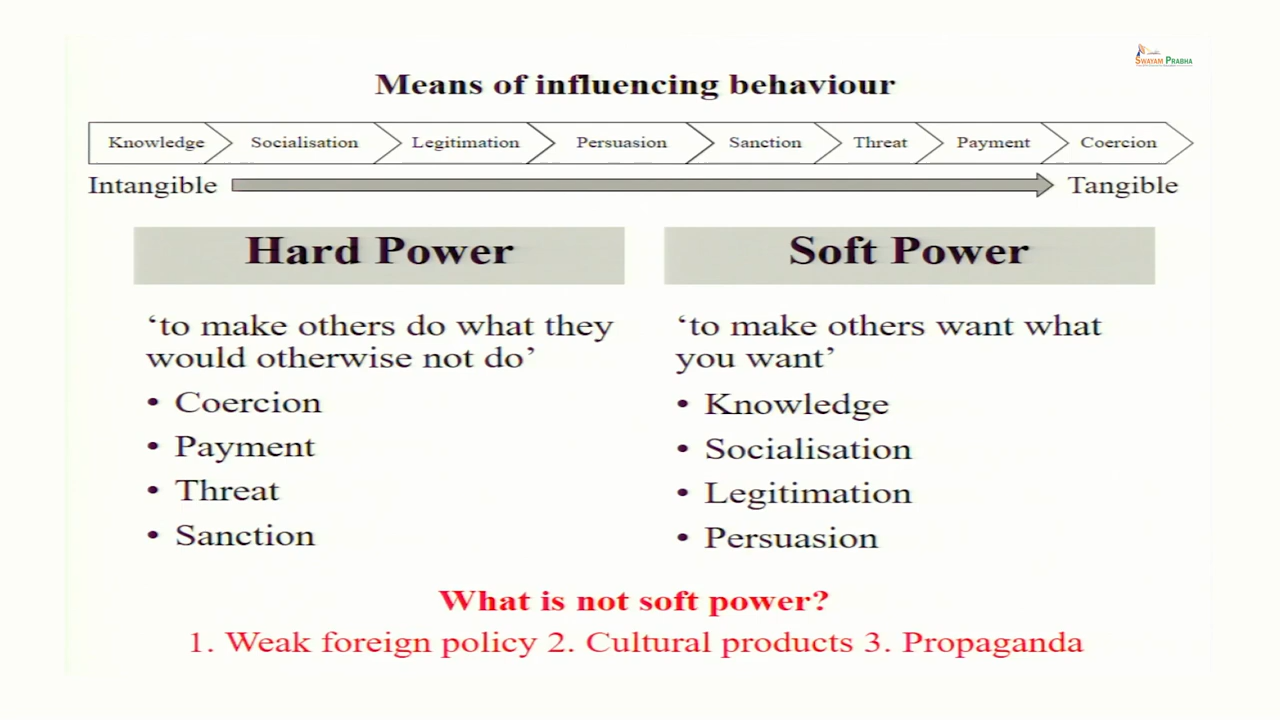 SWAYAM PRABHA
Means of influencing behaviour
Knowledge Socialisation Legitimation Persuasion Sanction Threat Payment Coercion
Intangible Tangible
Hard Power
‘to make others do what they
would otherwise not do’
• Coercion
• Payment
• Threat
• Sanction
Soft Power
‘to make others want what
you want’
• Knowledge
• Socialisation
• Legitimation
• Persuasion
What is not soft power?
1. Weak foreign policy 2. Cultural products 3. Propaganda